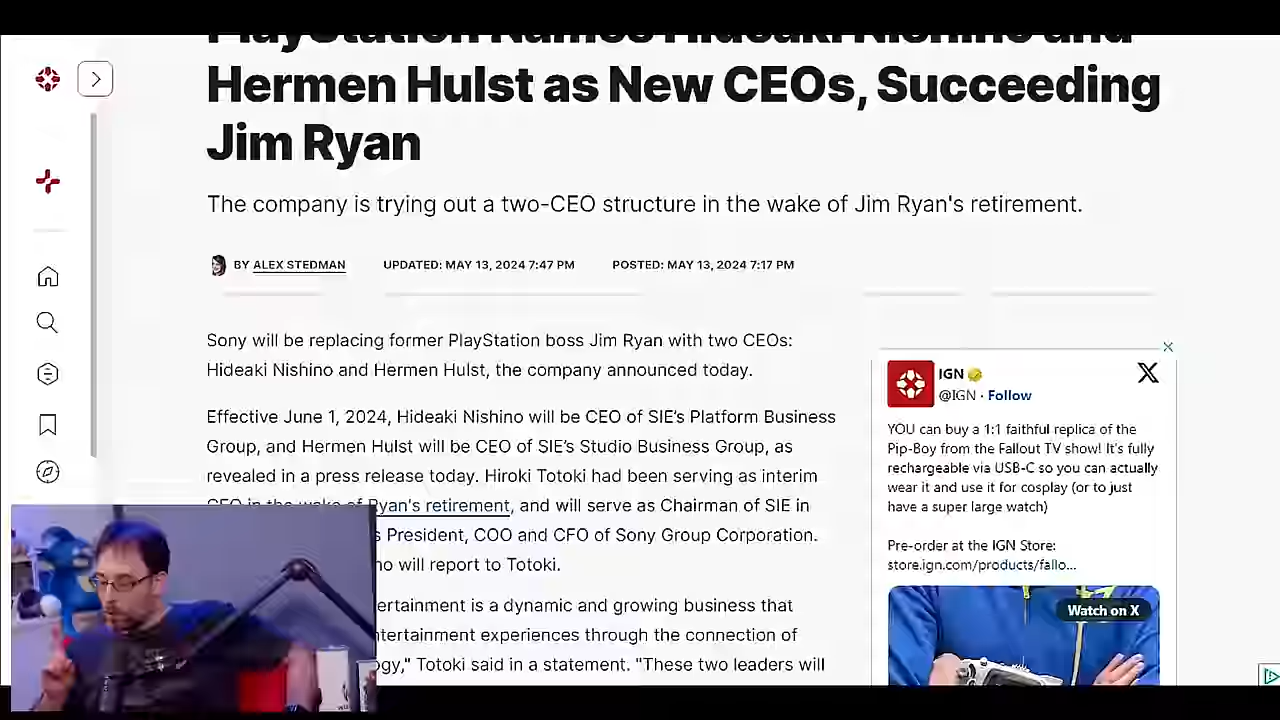 PlayStation Names Hideaki Nishino and
Hermen Hulst as New CEOs, Succeeding
Jim Ryan
The company is trying out a two-CEO structure in the wake of Jim Ryan's retirement.
BY ALEX STEDMAN UPDATED: MAY 13, 2024 7:47 PM POSTED: MAY 13, 2024 7:17 PM
Sony will be replacing former PlayStation boss Jim Ryan with two CEOs:
Hideaki Nishino and Hermen Hulst, the company announced today.
Effective June 1, 2024, Hideaki Nishino will be CEO of SIE's Platform Business
Group, and Hermen Hulst will be CEO of SIE's Studio Business Group, as
revealed in a press release today. Hiroki Totoki had been serving as interim
CEO in the wake of Ryan's retirement, and will serve as Chairman of SIE in
President, COO and CFO of Sony Group Corporation.
will report to Totoki.
is a dynamic and growing business that
experiences through the connection of
Totoki said in a statement. "These two leaders will
IGN
@IGN · Follow
X
YOU can buy a 1:1 faithful replica of the
Pip-Boy from the Fallout TV show! It's fully
rechargeable via USB-C so you can actually
wear it and use it for cosplay (or to just
have a super large watch)
Pre-order at the IGN Store:
store.ign.com/products/fallo...
Watch on X